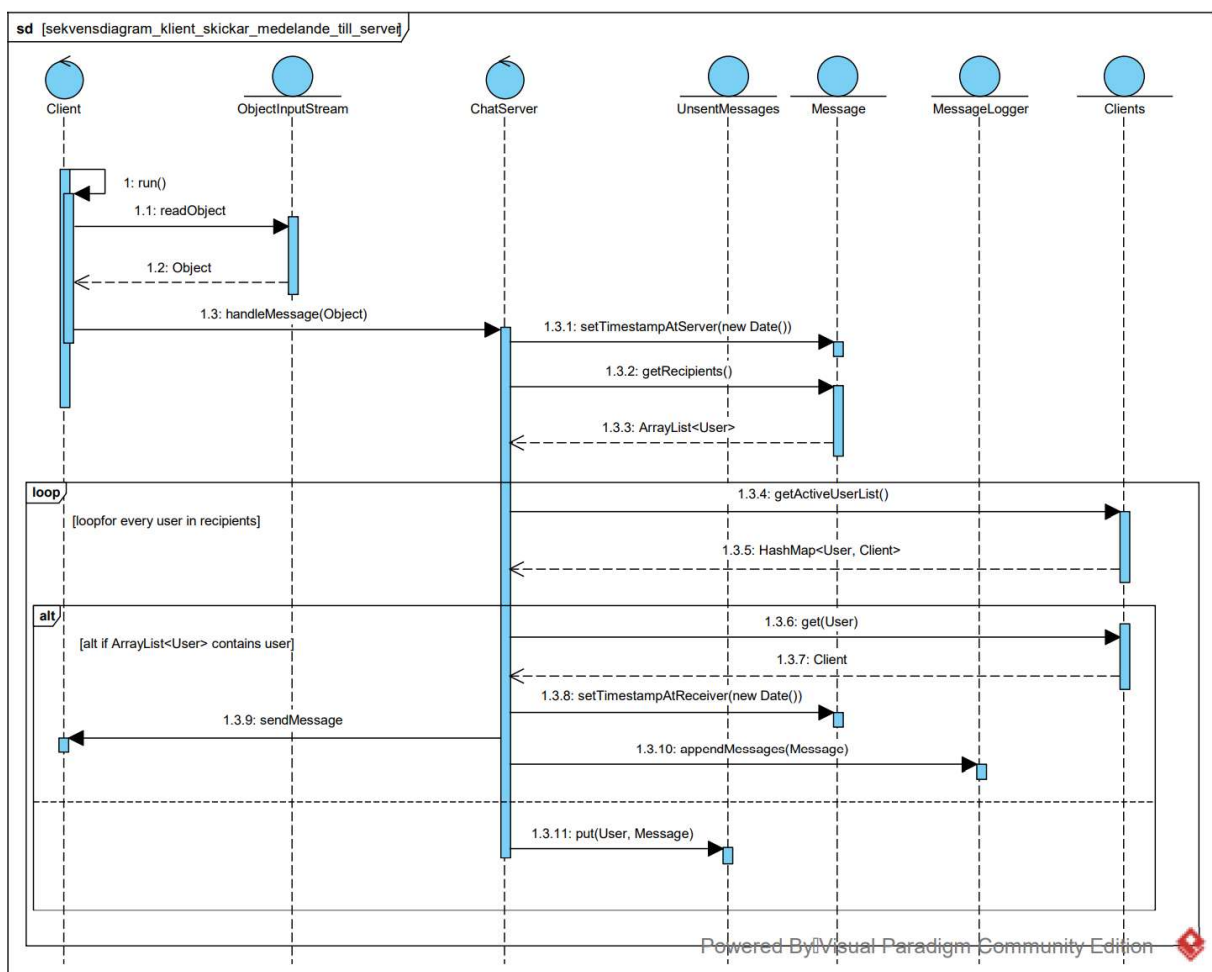 sd [sekvensdiagram_klient_skickar_medelande_till_server]
Client
ObjectInputStream
ChatServer
UnsentMessages
Message
MessageLogger
Clients
1: run()
1.1: readObject
1.2: Object
1.3: handleMessage(Object)
1.3.1: setTimestampAtServer(new Date())
1.3.2: getRecipients()
1.3.3: ArrayList<User>
loop
[loopfor every user in recipients]
1.3.4: getActiveUserList()
1.3.5: HashMap<User, Client>
alt
[alt if ArrayList<User> contains user]
1.3.6: get(User)
1.3.7: Client
1.3.8: setTimestampAtReceiver(new Date())
1.3.9: sendMessage
1.3.10: appendMessages(Message)
1.3.11: put(User, Message)
Powered By Visual Paradigm Community Edition